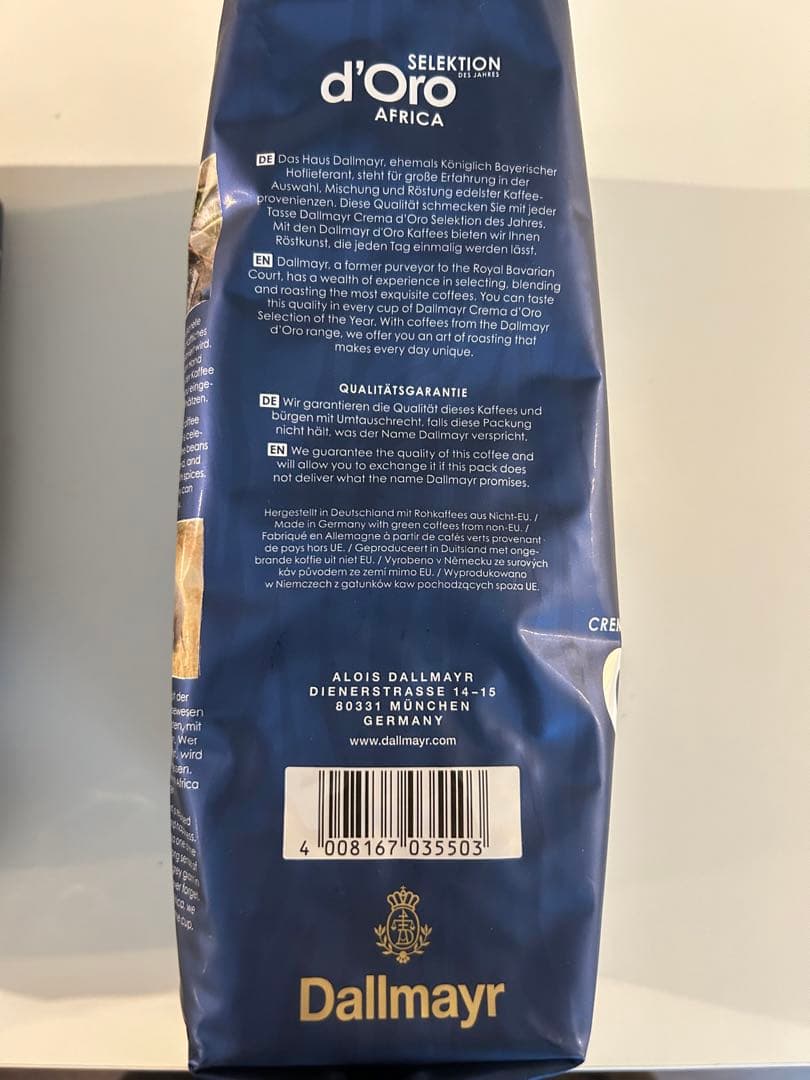 SELEKTION
DES JAHRES
d'Oro
AFRICA
DE Das Haus Dallmayr, ehemals Königlich Bayerischer
Hoflieferant, steht für große Erfahrung in der
Auswahl, Mischung und Röstung edelster Kaffee-
provenienzen. Diese Qualität schmecken Sie mit jeder
Tasse Dallmayr Crema d'Oro Selektion des Jahres.
Mit den Dallmayr d'Oro Kaffees bieten wir Ihnen
Röstkunst, die jeden Tag einmalig werden lässt.
EN Dallmayr, a former purveyor to the Royal Bavarian
Court, has a wealth of experience in selecting, blending
and roasting the most exquisite coffees. You can taste
this quality in every cup of Dallmayr Crema d'Oro
Selection of the Year. With coffees from the Dallmayr
d'Oro range, we offer you an art of roasting that
makes every day unique.
QUALITÄTSGARANTIE
DE Wir garantieren die Qualität dieses Kaffees und
bürgen mit Umtauschrecht, falls diese Packung
nicht hält, was der Name Dallmayr verspricht.
EN We guarantee the quality of this coffee and
will allow you to exchange it if this pack does
not deliver what the name Dallmayr promises.
Hergestellt in Deutschland mit Rohkaffees aus Nicht-EU. /
Made in Germany with green coffees from non-EU. /
Fabriqué en Allemagne à partir de cafés verts provenant
de pays hors UE. / Geproduceert in Duitsland met onge-
brande koffie uit niet EU. / Vyrobeno v Německu ze surových
káv původem ze zemí mimo EU. / Wyprodukowano
w Niemczech z gatunków kaw pochodzących spoza UE.
ALOIS DALLMAYR
DIENERSTRASSE 14–15
80331 MÜNCHEN
GERMANY
www.dallmayr.com
4 008167 035503
Dallmayr